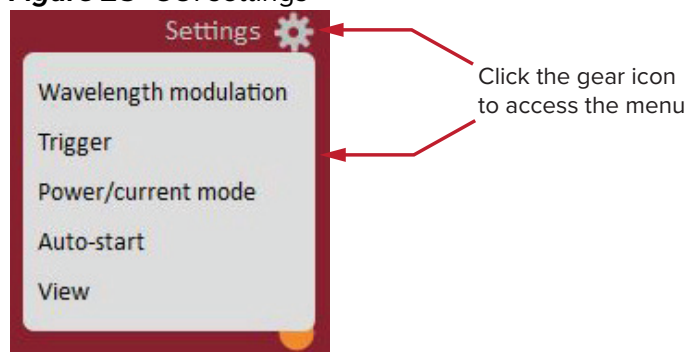 Settings
Wavelength modulation
Trigger
Power/current mode
Auto-start
View
Click the gear icon
to access the menu